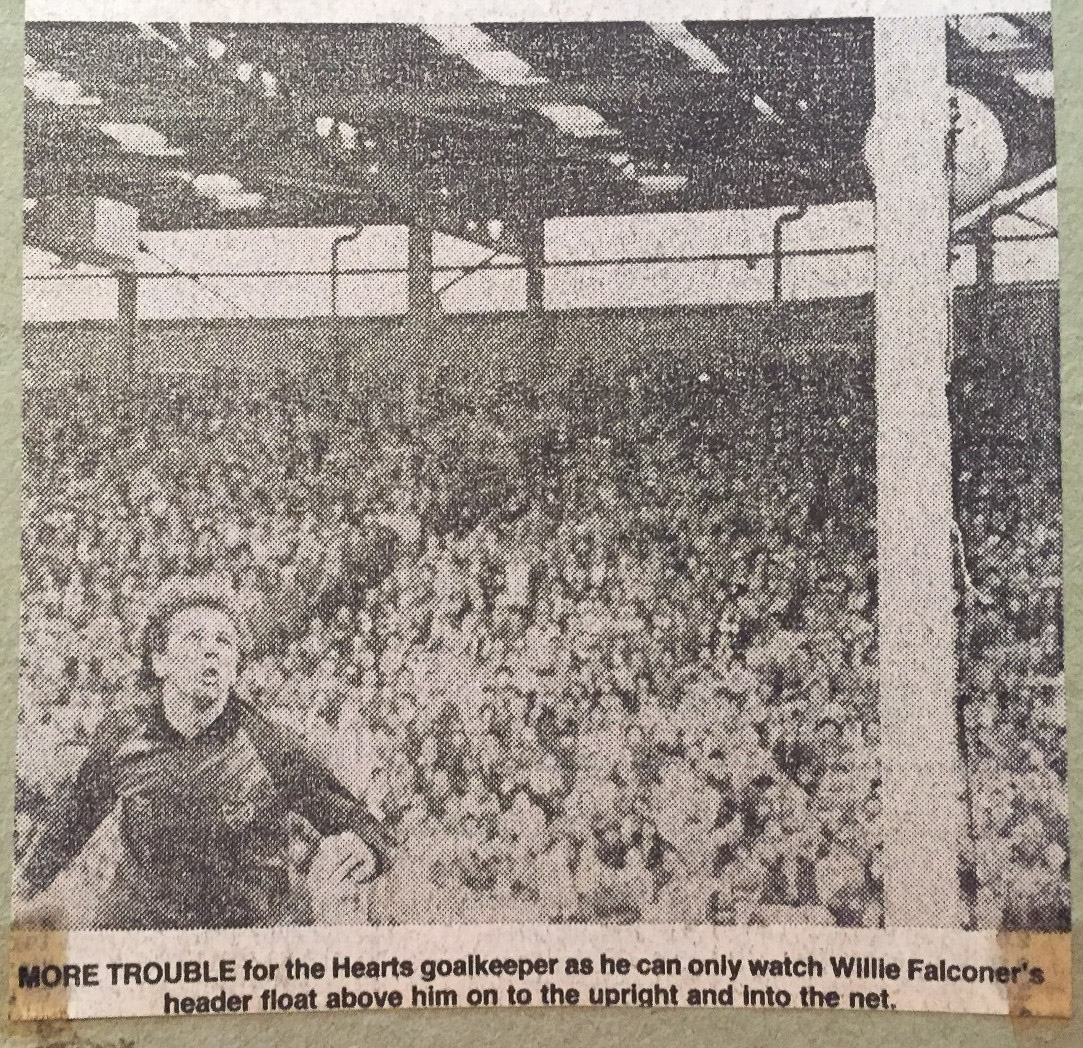 MORE TROUBLE for the Hearts goalkeeper as he can only watch Willie Falconer's
header float above him on to the upright and into the net.